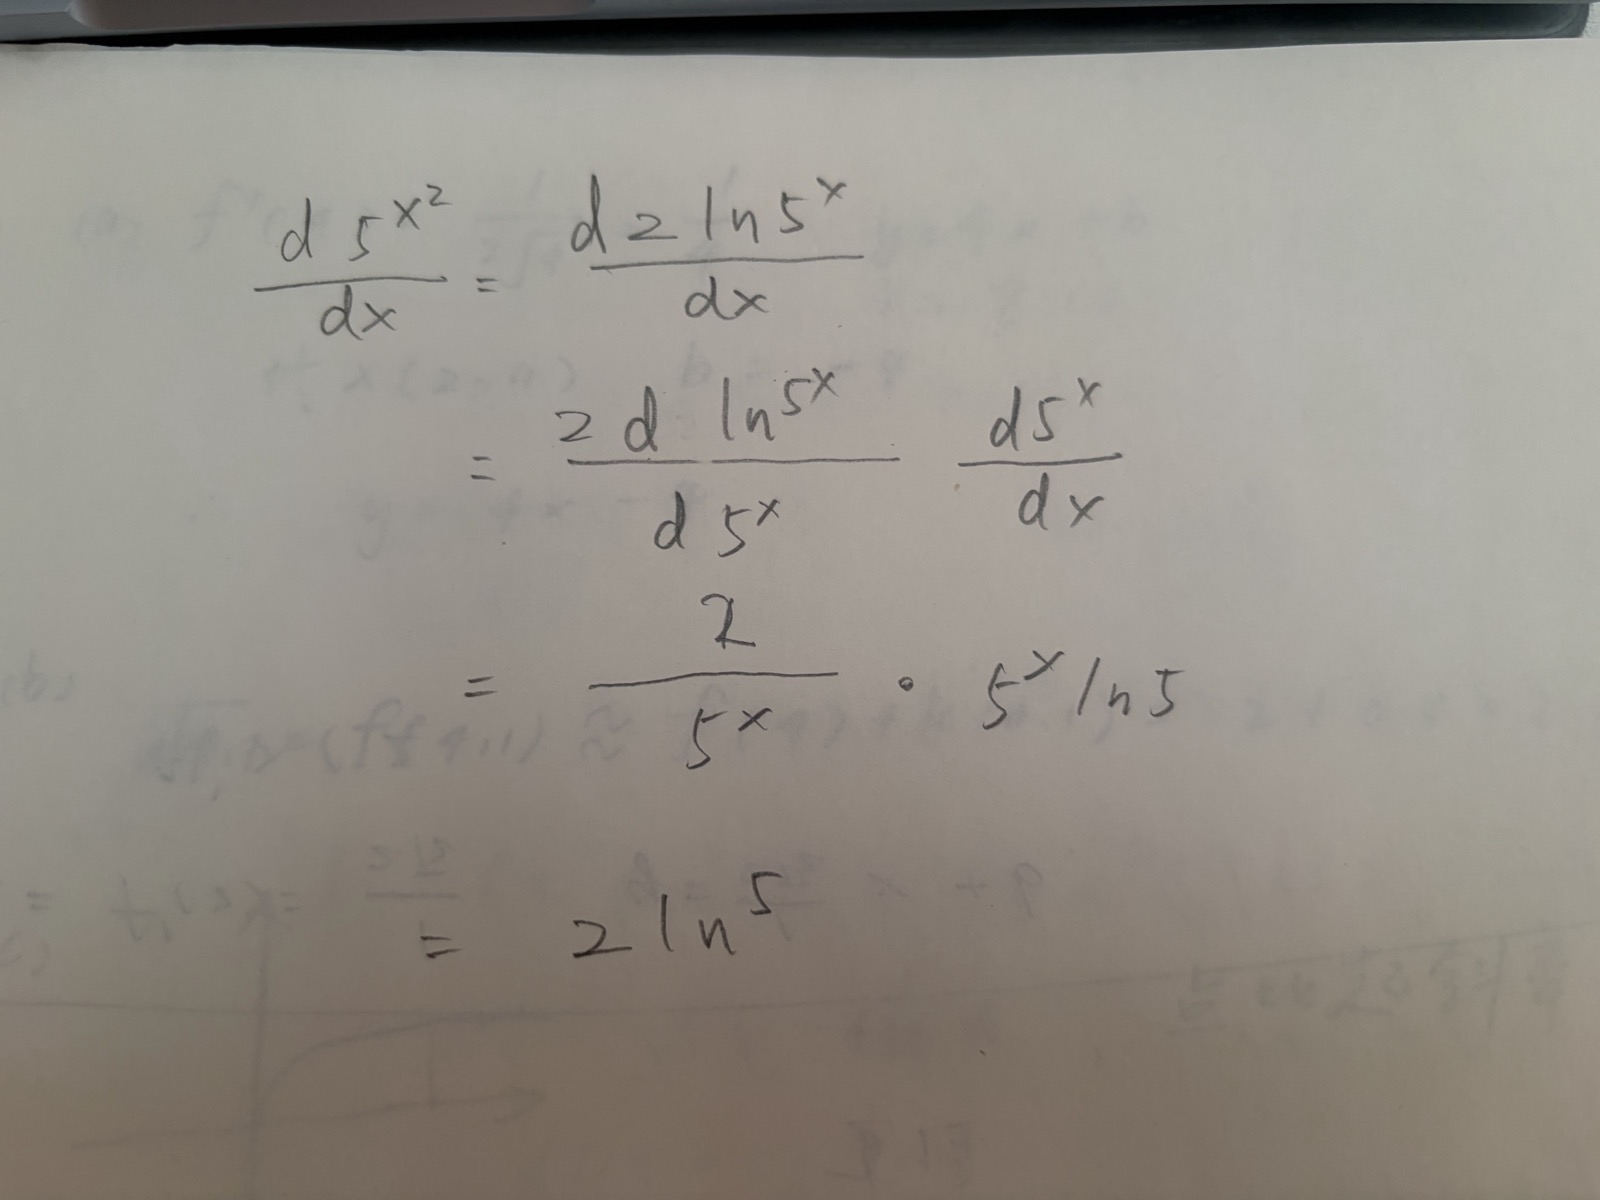 d 5^{x^2} / dx = d 2 ln 5^x / dx
= 2 d ln 5^x / d 5^x d 5^x / dx
= 2 / 5^x · 5^x ln 5
= 2 ln 5